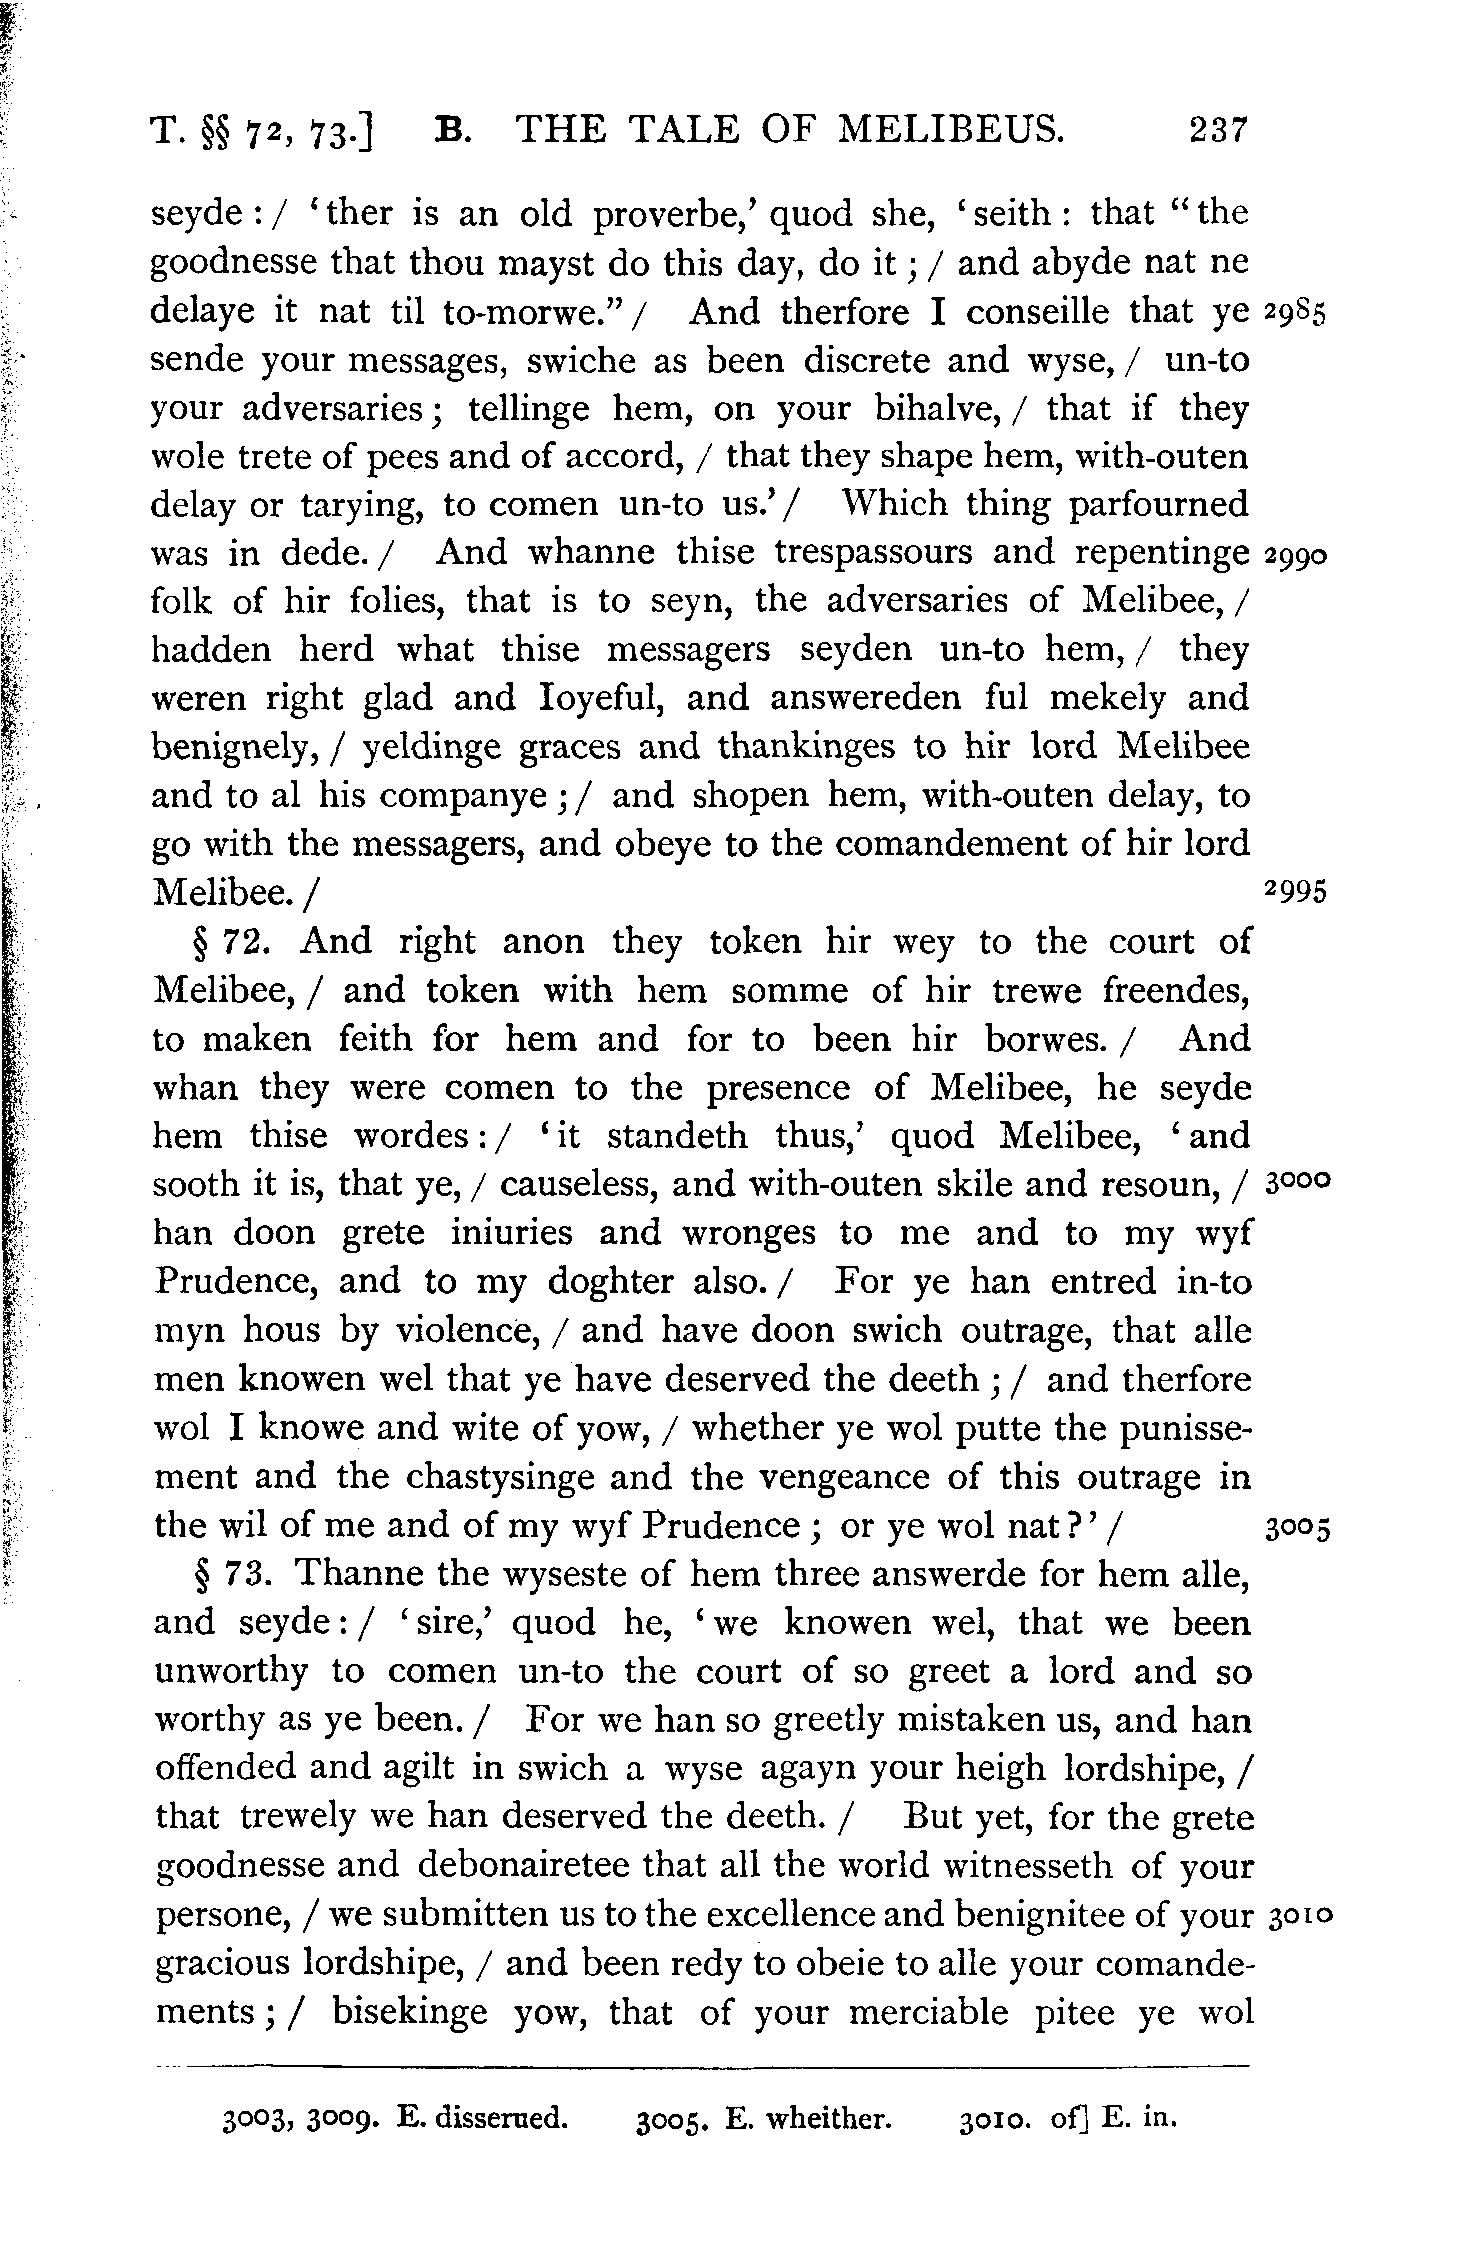 T. §§ 72, 73.] B. THE TALE OF MELIBEUS. 237
seyde : / ‘ ther is an old proverbe,’ quod she, ‘ seith : that “ the
goodnesse that thou mayst do this day, do it ; / and abyde nat ne
delaye it nat til to-morwe.” / And therfore I conseille that ye 2985
sende your messages, swiche as been discrete and wyse, / un-to
your adversaries ; tellinge hem, on your bihalve, / that if they
wole trete of pees and of accord, / that they shape hem, with-outen
delay or tarying, to comen un-to us.’ / Which thing parfourned
was in dede. / And whanne thise trespassours and repentinge 2990
folk of hir folies, that is to seyn, the adversaries of Melibee, /
hadden herd what thise messagers seyden un-to hem, / they
weren right glad and Ioyeful, and answereden ful mekely and
benignely, / yeldinge graces and thankinges to hir lord Melibee
and to al his companye ; / and shopen hem, with-outen delay, to
go with the messagers, and obeye to the comandement of hir lord
Melibee. / 2995
§ 72. And right anon they token hir wey to the court of
Melibee, / and token with hem somme of hir trewe freendes,
to maken feith for hem and for to been hir borwes. / And
whan they were comen to the presence of Melibee, he seyde
hem thise wordes : / ‘ it standeth thus,’ quod Melibee, ‘ and
sooth it is, that ye, / causeless, and with-outen skile and resoun, / 3000
han doon grete iniuries and wronges to me and to my wyf
Prudence, and to my doghter also. / For ye han entred in-to
myn hous by violence, / and have doon swich outrage, that alle
men knowen wel that ye have deserved the deeth ; / and therfore
wol I knowe and wite of yow, / whether ye wol putte the punisse-
ment and the chastysinge and the vengeance of this outrage in
the wil of me and of my wyf Prudence ; or ye wol nat ? ’ / 3005
§ 73. Thanne the wyseste of hem three answerde for hem alle,
and seyde : / ‘ sire,’ quod he, ‘ we knowen wel, that we been
unworthy to comen un-to the court of so greet a lord and so
worthy as ye been. / For we han so greetly mistaken us, and han
offended and agilt in swich a wyse agayn your heigh lordshipe, /
that trewely we han deserved the deeth. / But yet, for the grete
goodnesse and debonairetee that all the world witnesseth of your
persone, / we submitten us to the excellence and benignitee of your 3010
gracious lordshipe, / and been redy to obeie to alle your comande-
ments ; / bisekinge yow, that of your merciable pitee ye wol
3003, 3009. E. disserued. 3005. E. wheither. 3010. of] E. in.